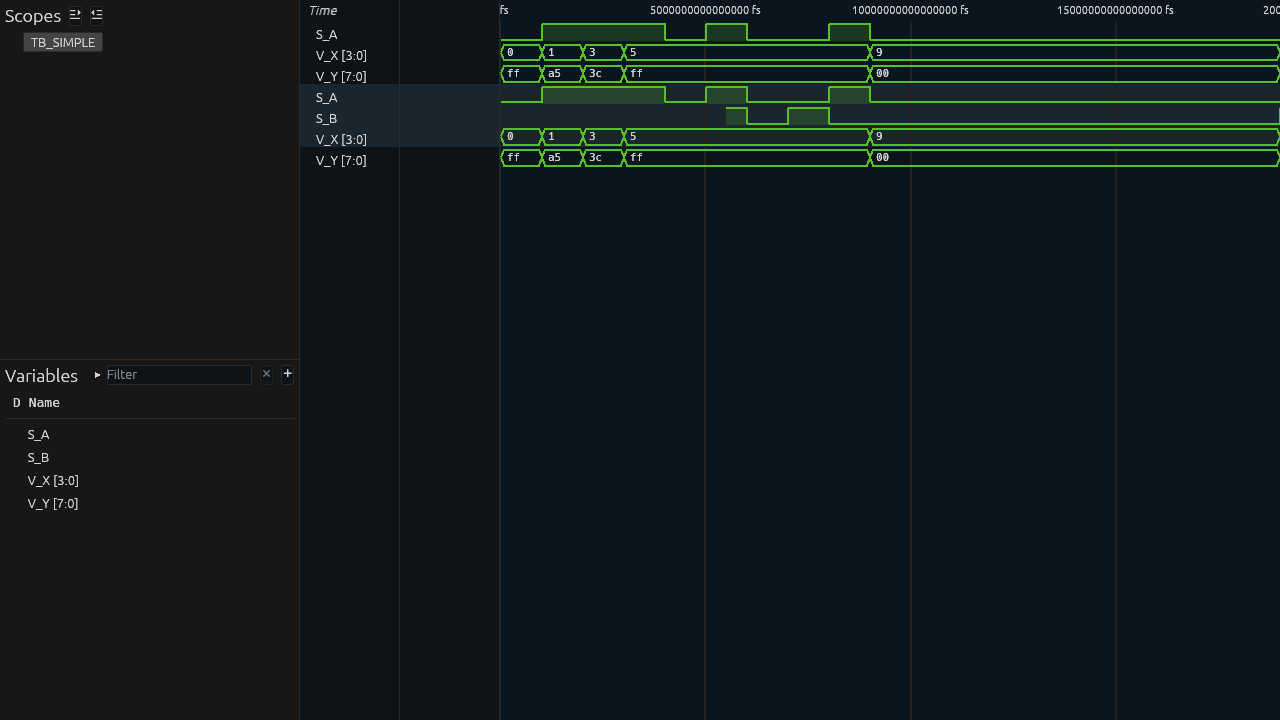 Scopes
TB_SIMPLE
Variables
Filter
D Name
S_A
S_B
V_X [3:0]
V_Y [7:0]
Time
fs
5000000000000000 fs
10000000000000000 fs
15000000000000000 fs
200
S_A
V_X [3:0]
0 1 3 5 9
V_Y [7:0]
ff a5 3c ff 00
S_A
S_B
V_X [3:0]
0 1 3 5 9
V_Y [7:0]
ff a5 3c ff 00